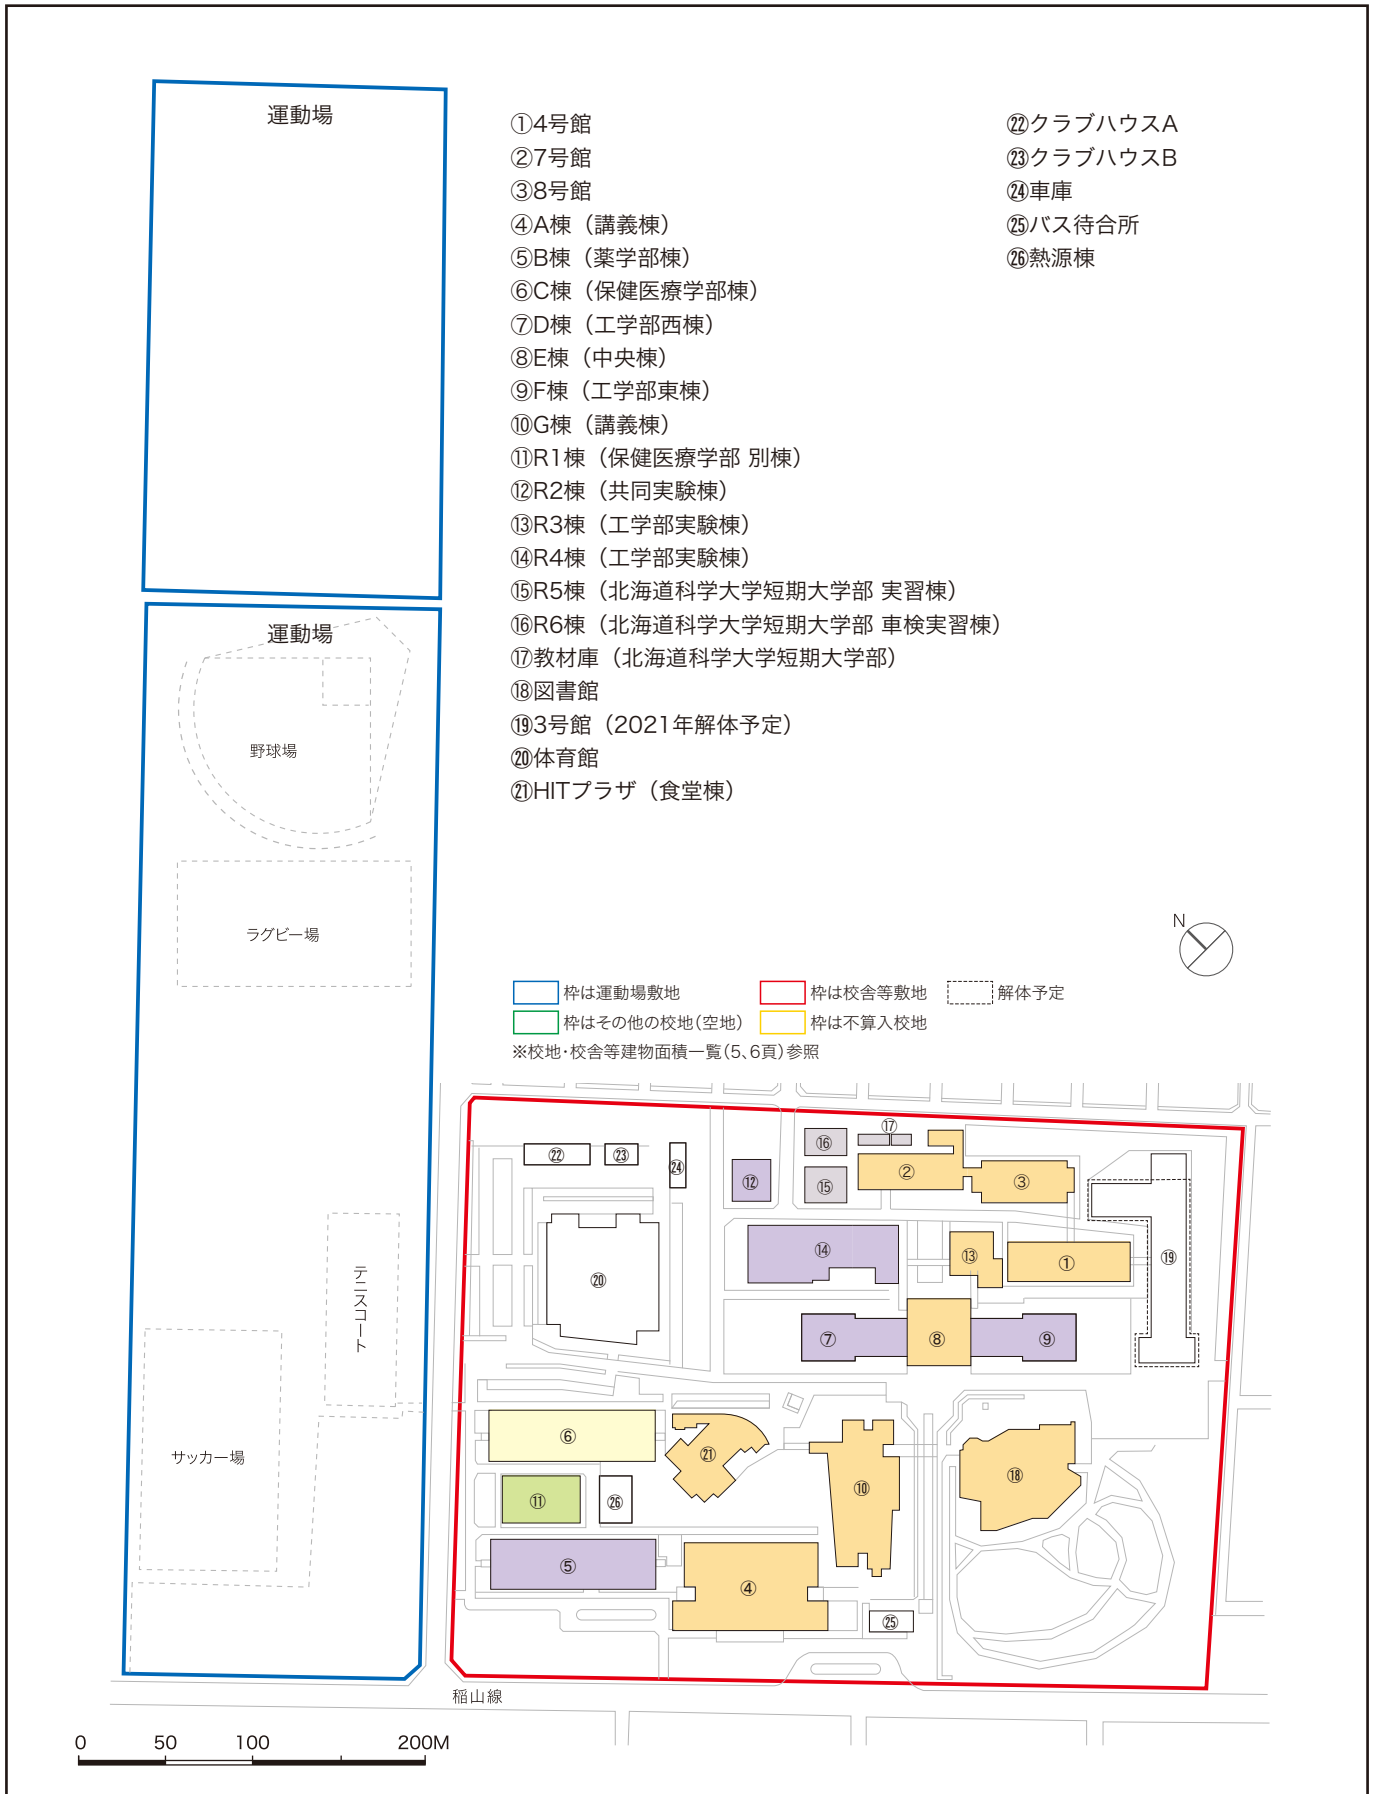 運動場
①4号館
②7号館
③8号館
④A棟（講義棟）
⑤B棟（薬学部棟）
⑥C棟（保健医療学部棟）
⑦D棟（工学部西棟）
⑧E棟（中央棟）
⑨F棟（工学部東棟）
⑩G棟（講義棟）
⑪R1棟（保健医療学部 別棟）
⑫R2棟（共同実験棟）
⑬R3棟（工学部実験棟）
⑭R4棟（工学部実験棟）
⑮R5棟（北海道科学大学短期大学部 実習棟）
⑯R6棟（北海道科学大学短期大学部 車検実習棟）
⑰教材庫（北海道科学大学短期大学部）
⑱図書館
⑲3号館（2021年解体予定）
⑳体育館
㉑HITプラザ（食堂棟）
㉒クラブハウスA
㉓クラブハウスB
㉔車庫
㉕バス待合所
㉖熱源棟
運動場
野球場
ラグビー場
N
枠は運動場敷地
枠は校舎等敷地
解体予定
枠はその他の校地（空地）
枠は不算入校地
※校地・校舎等建物面積一覧（5、6頁）参照
⑰
⑯
㉒
㉓
㉔
⑫
⑮
②
③
⑭
⑬
①
⑲
⑳
テニスコート
⑦
⑧
⑨
⑥
㉑
サッカー場
⑱
⑩
⑪
㉖
⑤
④
㉕
稲山線
0 50 100 200M